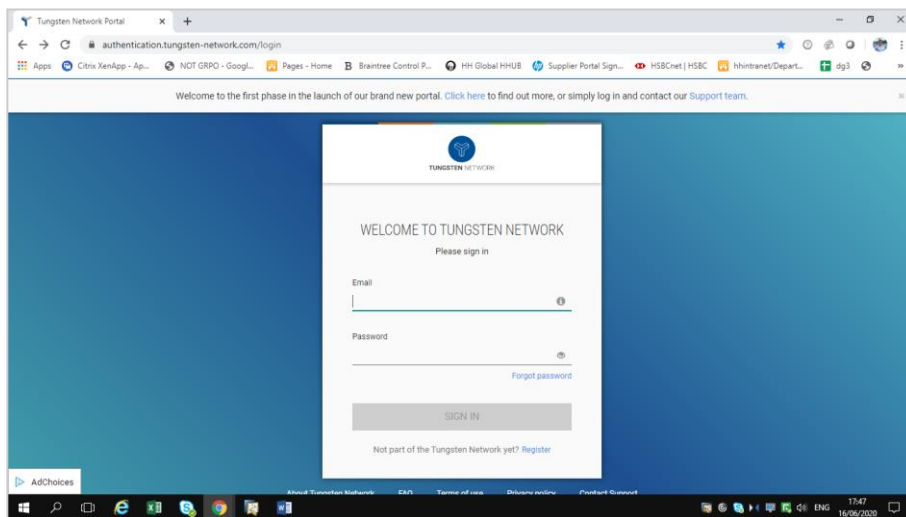 Tungsten Network Portal
authentication.tungsten-network.com/login
Apps Citrix XenApp - Ap... NOT GRPO - Googl... Pages - Home B Braintree Control P... HH Global HHUB Supplier Portal Sign... HSBCnet | HSBC hhintranet/Depart... dg3 »
Welcome to the first phase in the launch of our brand new portal. Click here to find out more, or simply log in and contact our Support team.
TUNGSTEN NETWORK
WELCOME TO TUNGSTEN NETWORK
Please sign in
Email
Password
Forgot password
SIGN IN
Not part of the Tungsten Network yet? Register
AdChoices
About Tungsten Network FAQ Terms of use Privacy policy Contact Support
ENG
17:47
16/06/2020